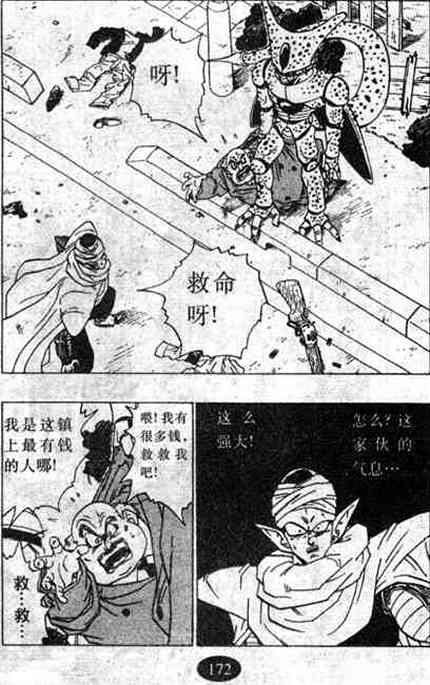 呀!
救命
呀!
怎么?这
家伙的
气息…
这么
强大!
喂!我有
很多钱，
救救我
吧!
我是这镇
上最有钱
的人哪!
救…救…
172